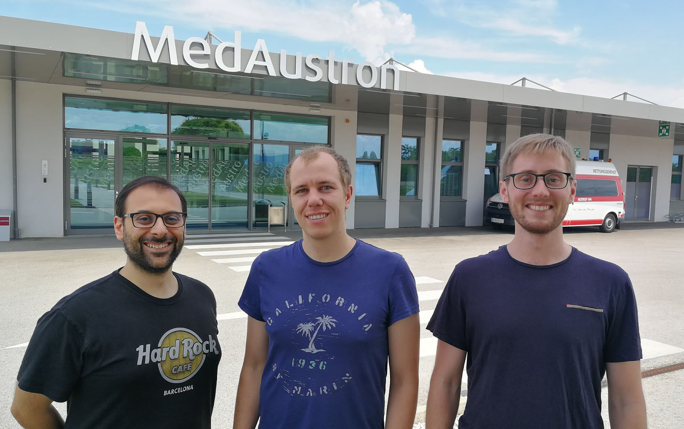 MedAustron
Hard Rock
CAFE
BARCELONA
CALIFORNIA
1936